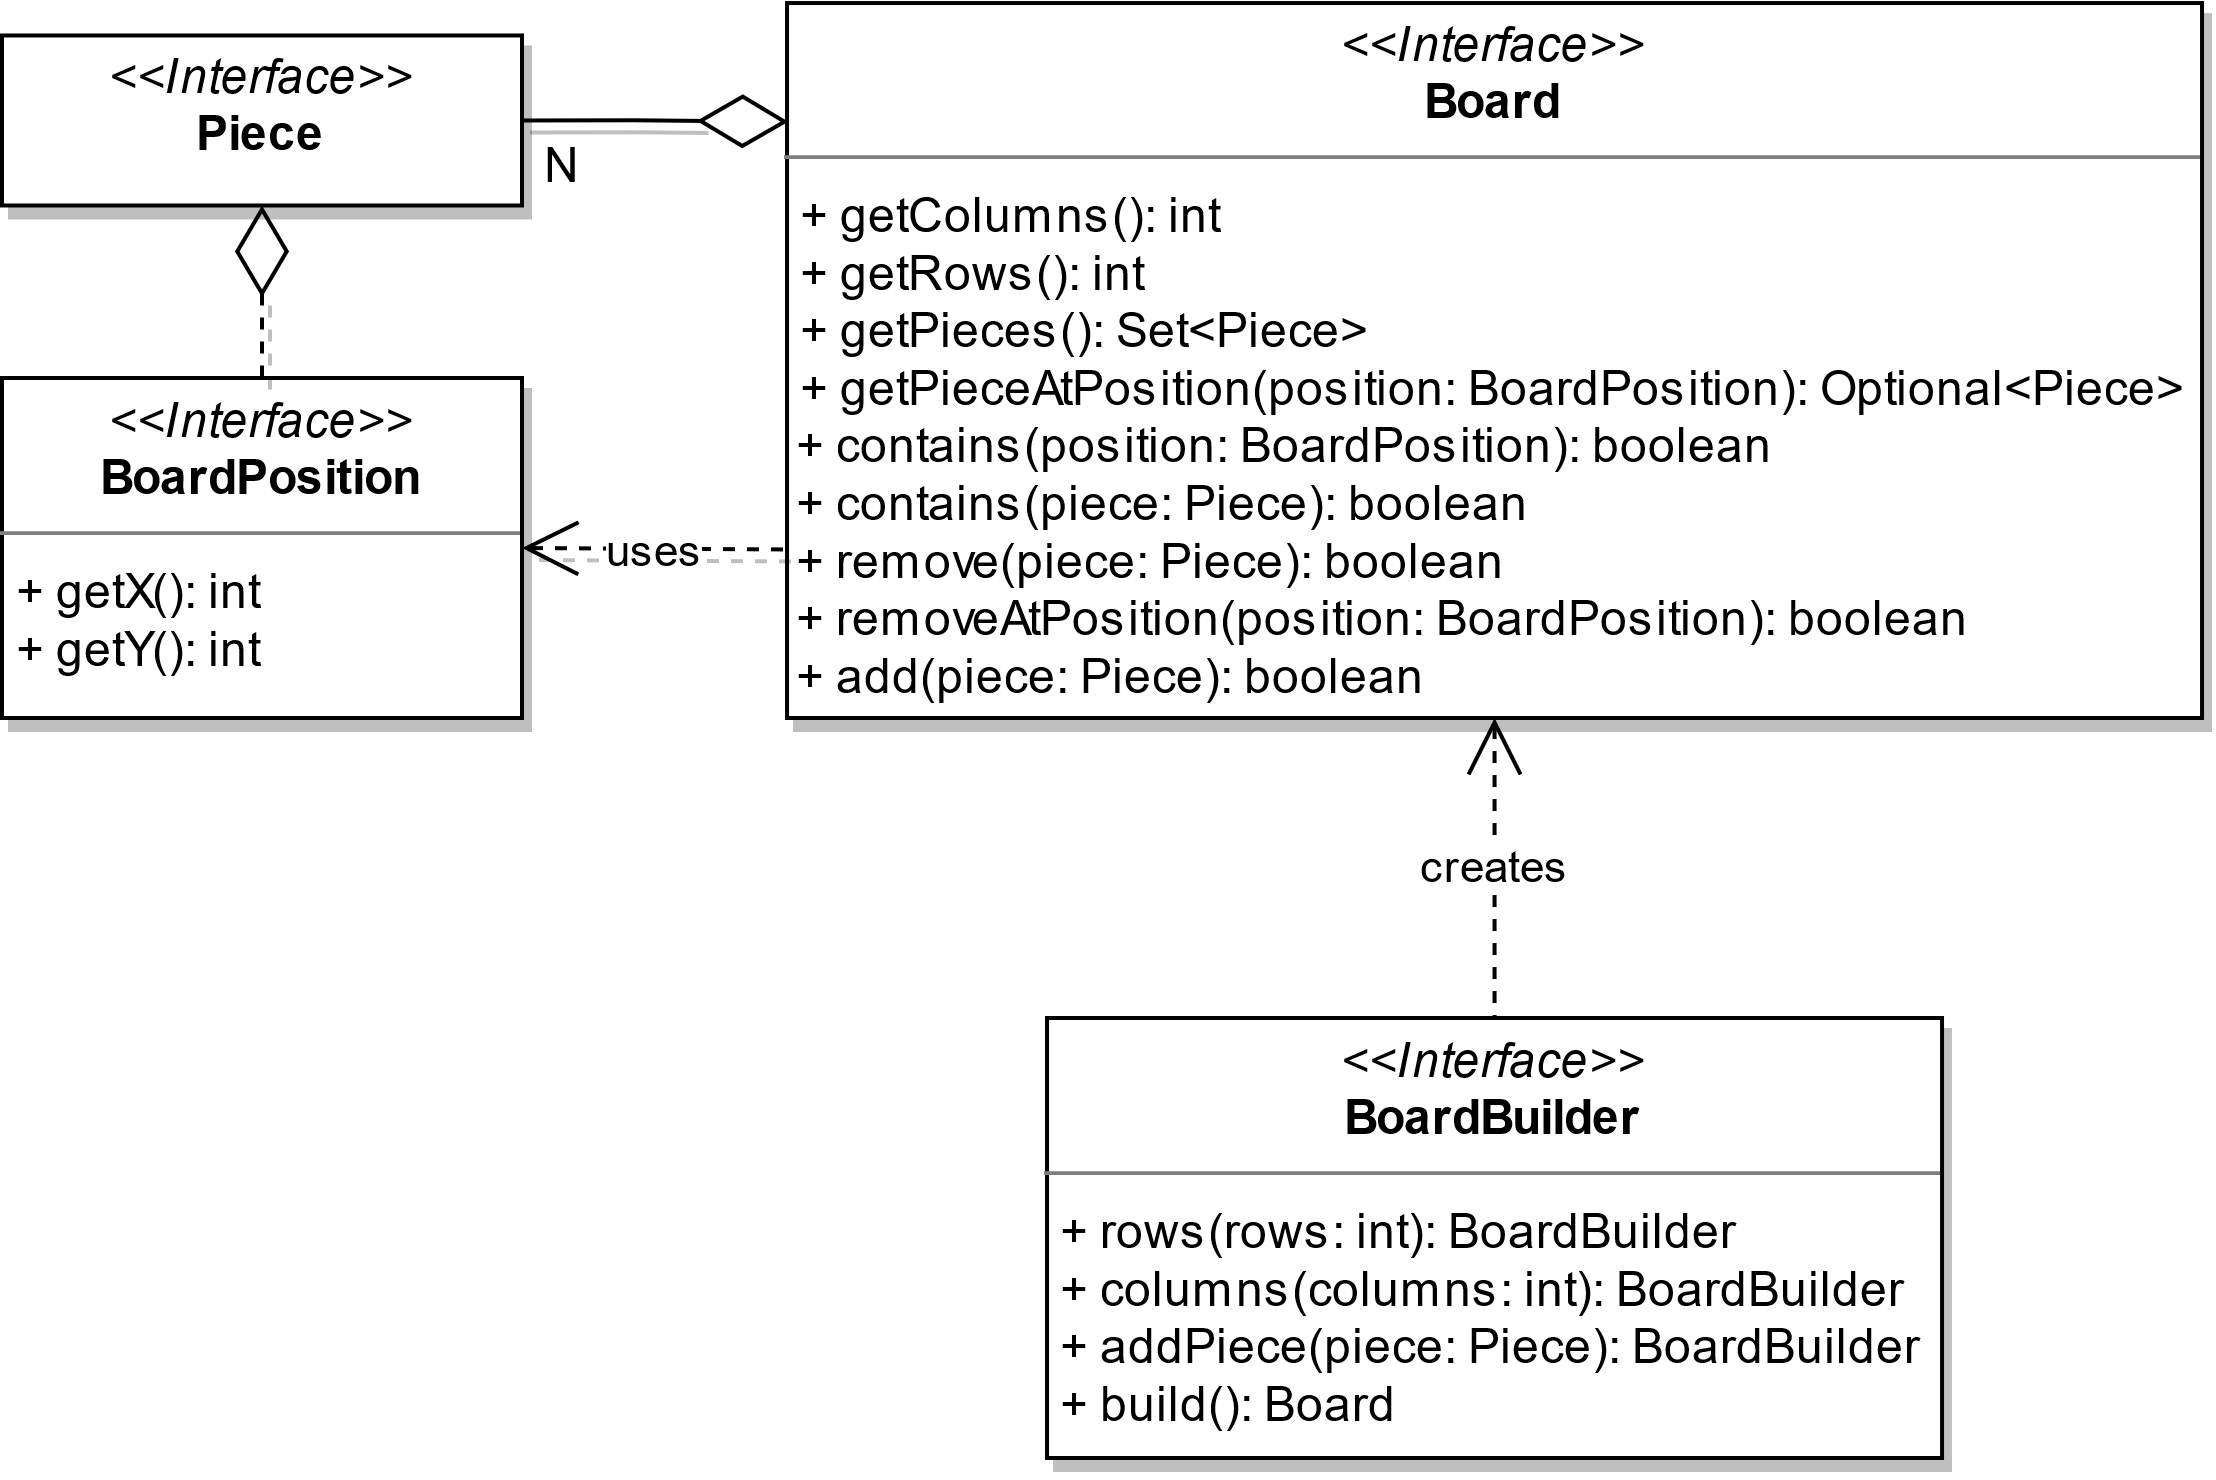 <<Interface>>
Piece
N
<<Interface>>
Board
+ getColumns(): int
+ getRows(): int
+ getPieces(): Set<Piece>
+ getPieceAtPosition(position: BoardPosition): Optional<Piece>
+ contains(position: BoardPosition): boolean
+ contains(piece: Piece): boolean
+ remove(piece: Piece): boolean
+ removeAtPosition(position: BoardPosition): boolean
+ add(piece: Piece): boolean
<<Interface>>
BoardPosition
+ getX(): int
+ getY(): int
uses
creates
<<Interface>>
BoardBuilder
+ rows(rows: int): BoardBuilder
+ columns(columns: int): BoardBuilder
+ addPiece(piece: Piece): BoardBuilder
+ build(): Board